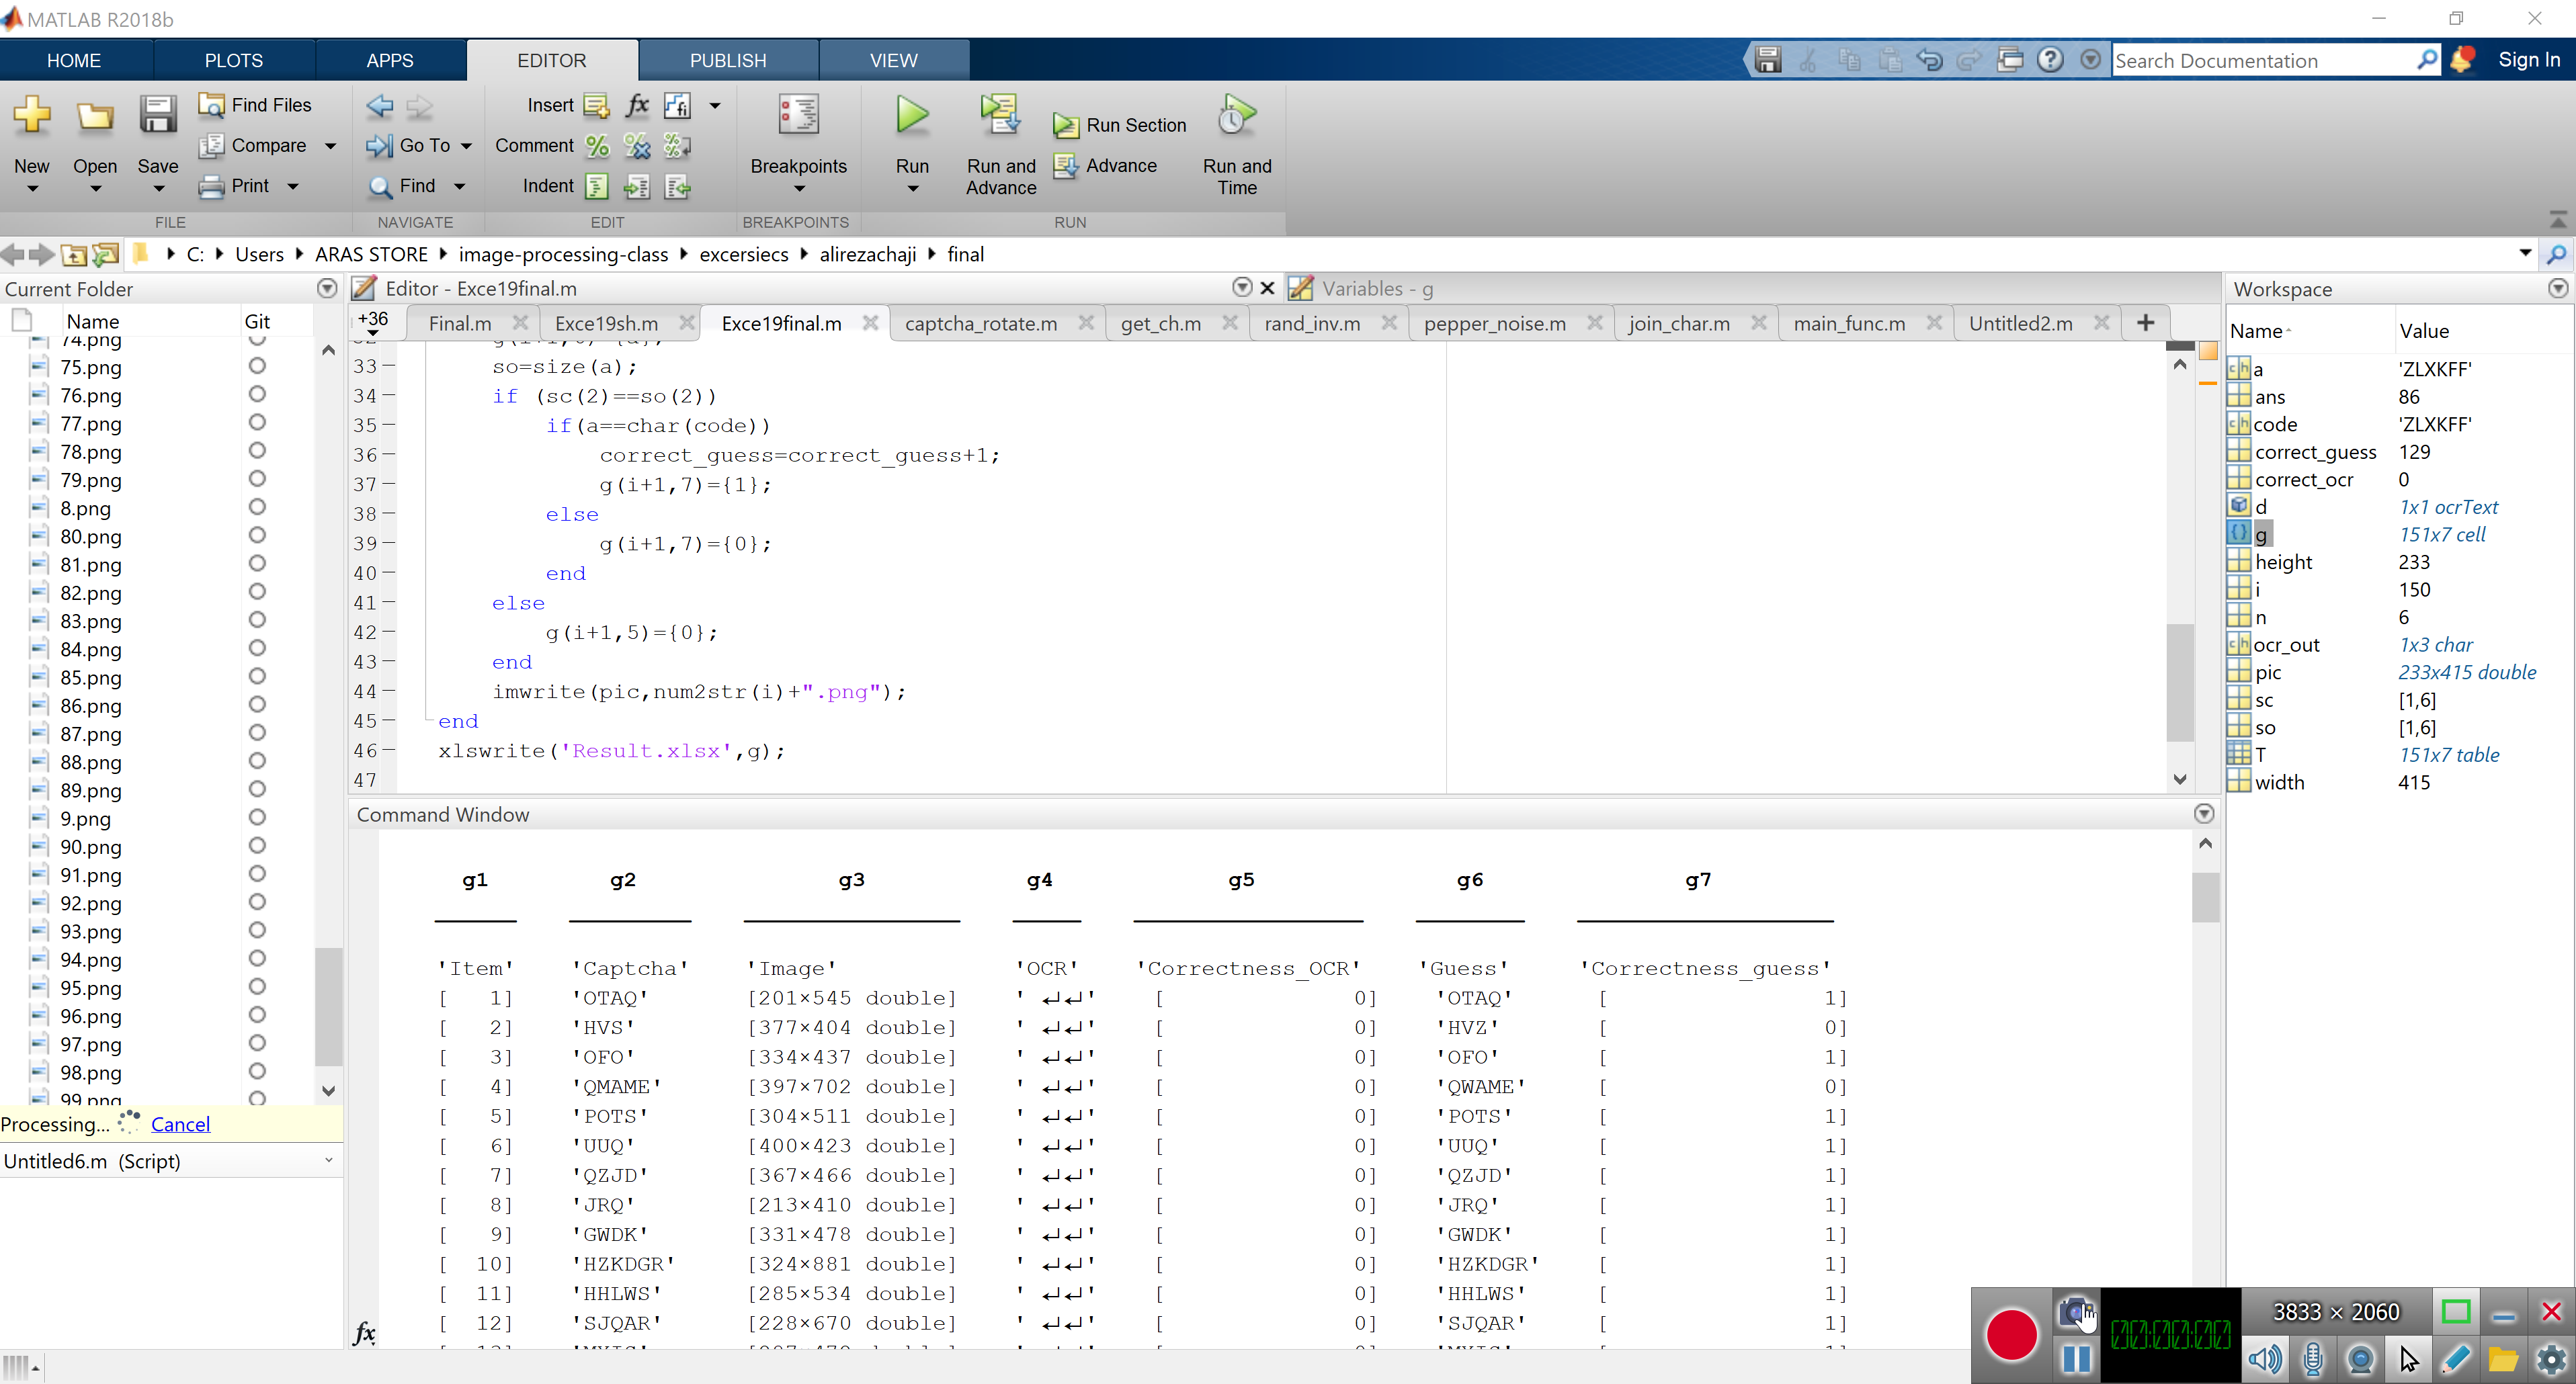 MATLAB R2018b
HOME PLOTS APPS EDITOR PUBLISH VIEW
Search Documentation Sign In
New Open Save Find Files Compare Print
Go To Find
Insert Comment Indent
fx fi
Breakpoints
Run Run and Advance Run Section Advance Run and Time
FILE NAVIGATE EDIT BREAKPOINTS RUN
C: Users ARAS STORE image-processing-class excersiecs alirezachaji final
Current Folder
Name Git
74.png
75.png
76.png
77.png
78.png
79.png
8.png
80.png
81.png
82.png
83.png
84.png
85.png
86.png
87.png
88.png
89.png
9.png
90.png
91.png
92.png
93.png
94.png
95.png
96.png
97.png
98.png
99.png
Processing... Cancel
Untitled6.m (Script)
Editor - Exce19final.m
Variables - g
+36 Final.m Exce19sh.m Exce19final.m captcha_rotate.m get_ch.m rand_inv.m pepper_noise.m join_char.m main_func.m Untitled2.m
33 so=size(a);
34 if (sc(2)==so(2))
35 if(a==char(code))
36 correct_guess=correct_guess+1;
37 g(i+1,7)={1};
38 else
39 g(i+1,7)={0};
40 end
41 else
42 g(i+1,5)={0};
43 end
44 imwrite(pic,num2str(i)+".png");
45 end
46 xlswrite('Result.xlsx',g);
47
Command Window
g1 g2 g3 g4 g5 g6 g7
'Item' 'Captcha' 'Image' 'OCR' 'Correctness_OCR' 'Guess' 'Correctness_guess'
[ 1] 'OTAQ' [201×545 double] ' ↵↵' [ 0] 'OTAQ' [ 1]
[ 2] 'HVS' [377×404 double] ' ↵↵' [ 0] 'HVZ' [ 0]
[ 3] 'OFO' [334×437 double] ' ↵↵' [ 0] 'OFO' [ 1]
[ 4] 'QMAME' [397×702 double] ' ↵↵' [ 0] 'QWAME' [ 0]
[ 5] 'POTS' [304×511 double] ' ↵↵' [ 0] 'POTS' [ 1]
[ 6] 'UUQ' [400×423 double] ' ↵↵' [ 0] 'UUQ' [ 1]
[ 7] 'QZJD' [367×466 double] ' ↵↵' [ 0] 'QZJD' [ 1]
[ 8] 'JRQ' [213×410 double] ' ↵↵' [ 0] 'JRQ' [ 1]
[ 9] 'GWDK' [331×478 double] ' ↵↵' [ 0] 'GWDK' [ 1]
[ 10] 'HZKDGR' [324×881 double] ' ↵↵' [ 0] 'HZKDGR' [ 1]
[ 11] 'HHLWS' [285×534 double] ' ↵↵' [ 0] 'HHLWS' [ 1]
[ 12] 'SJQAR' [228×670 double] ' ↵↵' [ 0] 'SJQAR' [ 1]
fx
Workspace
Name Value
a 'ZLXKFF'
ans 86
code 'ZLXKFF'
correct_guess 129
correct_ocr 0
d 1x1 ocrText
g 151x7 cell
height 233
i 150
n 6
ocr_out 1x3 char
pic 233x415 double
sc [1,6]
so [1,6]
T 151x7 table
width 415
3833 × 2060
00:00:00